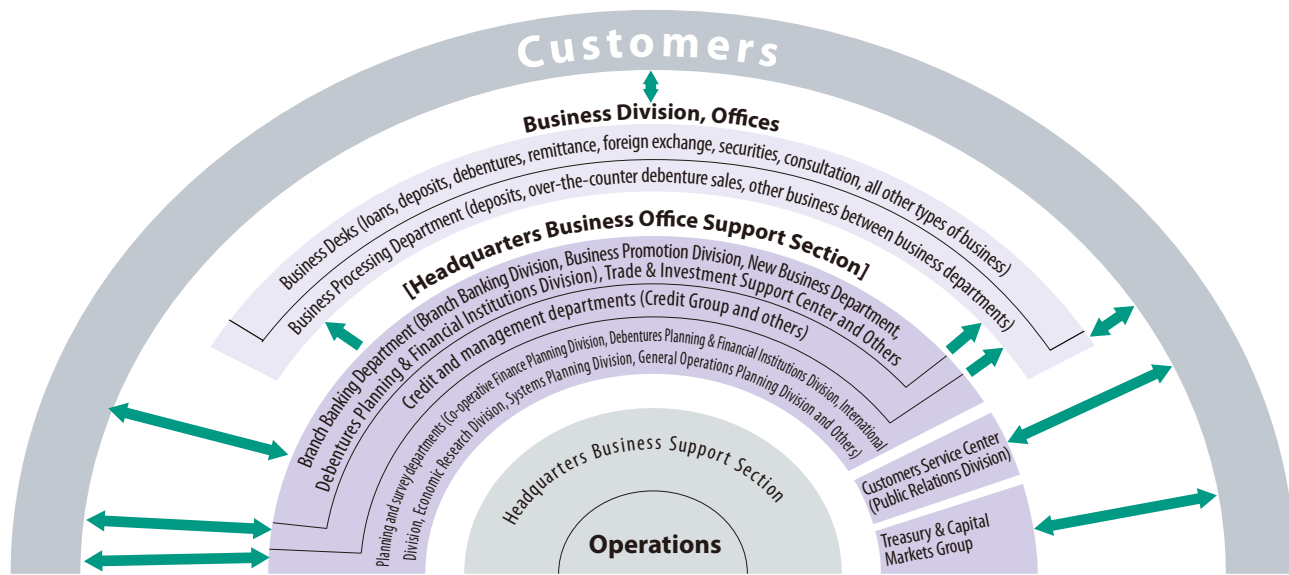 Customers
Business Division, Offices
Business Desks (loans, deposits, debentures, remittance, foreign exchange, securities, consultation, all other types of business)
Business Processing Department (deposits, over-the-counter debenture sales, other business between business departments)
[Headquarters Business Office Support Section]
Branch Banking Department (Branch Banking Division, Business Promotion Division, New Business Department,
Debentures Planning & Financial Institutions Division), Trade & Investment Support Center and Others
Credit and management departments (Credit Group and others)
Planning and survey departments (Co-operative Finance Planning Division, Debentures Planning & Financial Institutions Division, International
Division, Economic Research Division, Systems Planning Division, General Operations Planning Division and Others)
Customers Service Center
(Public Relations Division)
Treasury & Capital
Markets Group
Headquarters Business Support Section
Operations